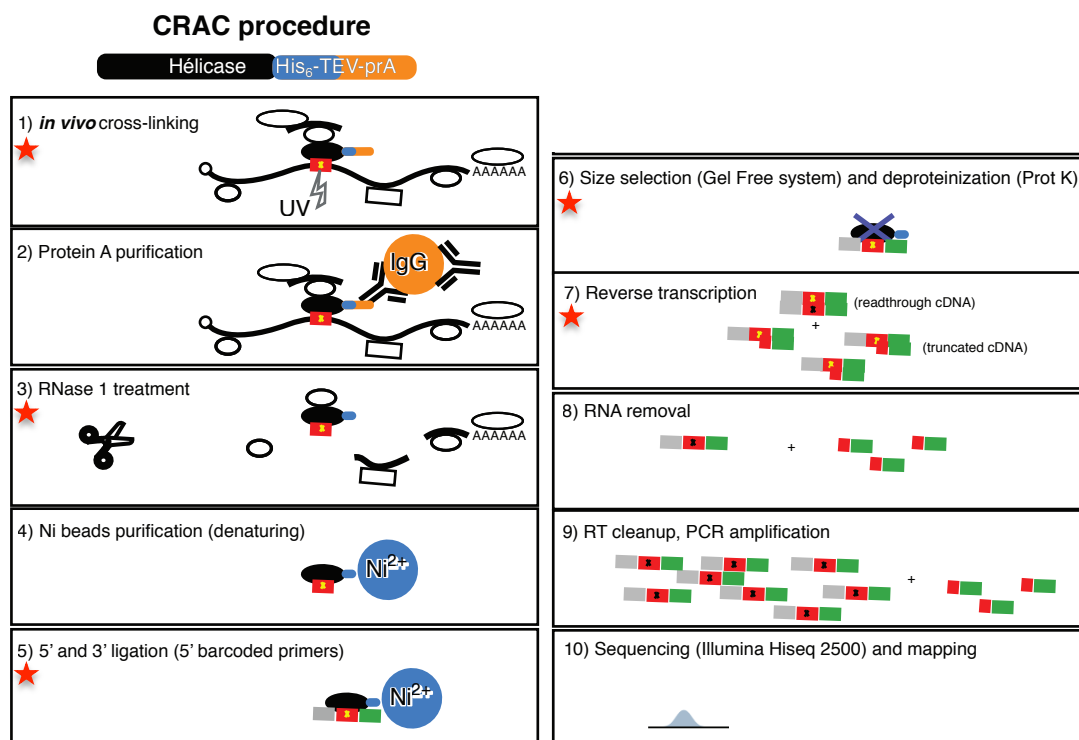 CRAC procedure
Hélicase
His6-TEV-prA
1) in vivo cross-linking
AAAAAA
UV
2) Protein A purification
IgG
AAAAAA
3) RNase 1 treatment
AAAAAA
4) Ni beads purification (denaturing)
Ni2+
5) 5' and 3' ligation (5' barcoded primers)
Ni2+
6) Size selection (Gel Free system) and deproteinization (Prot K)
7) Reverse transcription
(readthrough cDNA)
+
(truncated cDNA)
8) RNA removal
+
9) RT cleanup, PCR amplification
+
10) Sequencing (Illumina Hiseq 2500) and mapping